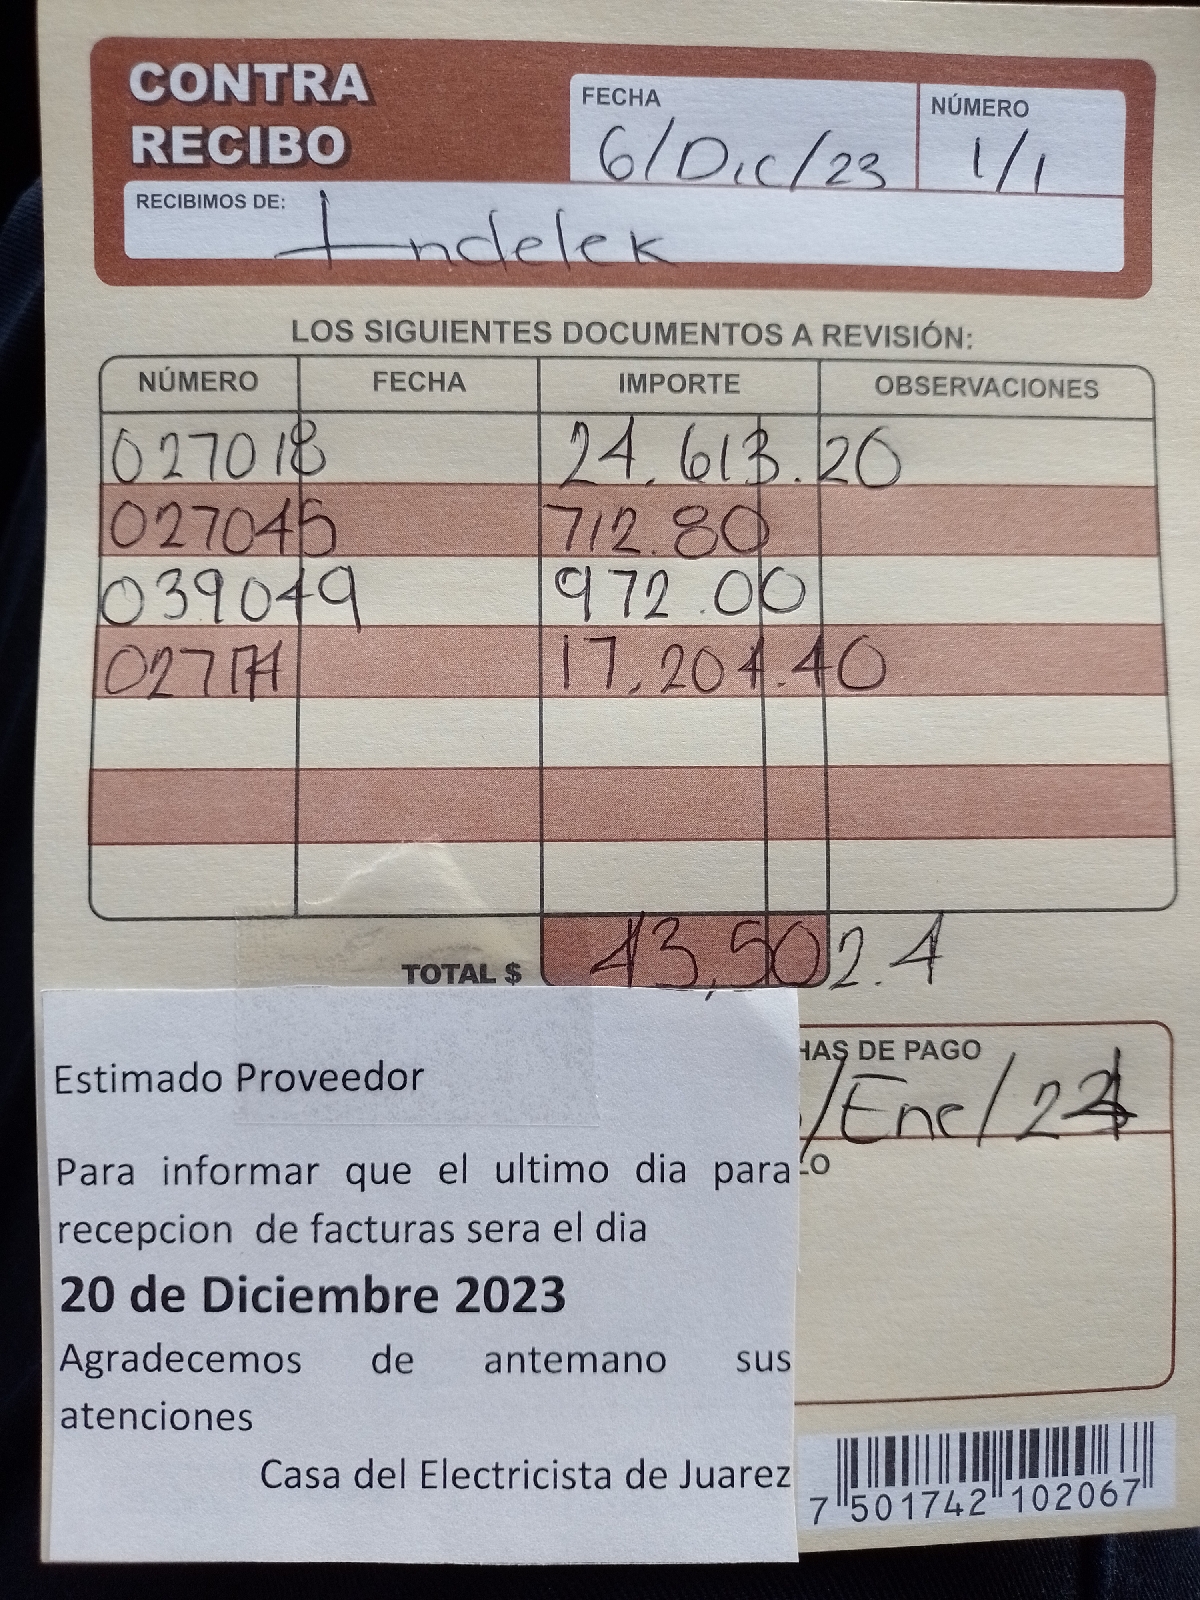 CONTRA
RECIBO
FECHA
6/Dic/23
NÚMERO
1/1
RECIBIMOS DE:
Indelek
LOS SIGUIENTES DOCUMENTOS A REVISIÓN:
NÚMERO FECHA IMPORTE OBSERVACIONES
027018 24,613.20
027045 712.80
039049 972.00
17,204.40
TOTAL $ 43,502.4
HAS DE PAGO
/Ene/24
LO
Estimado Proveedor
Para informar que el ultimo dia para
recepcion de facturas sera el dia
20 de Diciembre 2023
Agradecemos de antemano sus
atenciones
Casa del Electricista de Juarez
7 501742 102067